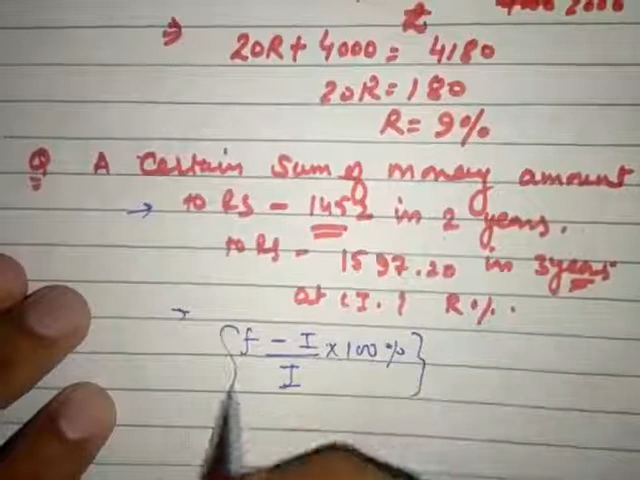 ⇒ 20R + 4000 = 4180
20R = 180
R = 9%
Q A certain sum of money amount
→ to RS - 1452 in 2 years.
to Rs - 1597.20 in 3 years
at C.I. ? R%.
→ { f - I / I × 100% }